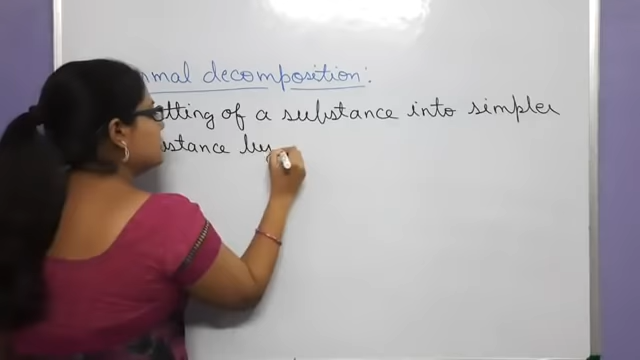 mal decomposition:
tting of a substance into simpler
stance by